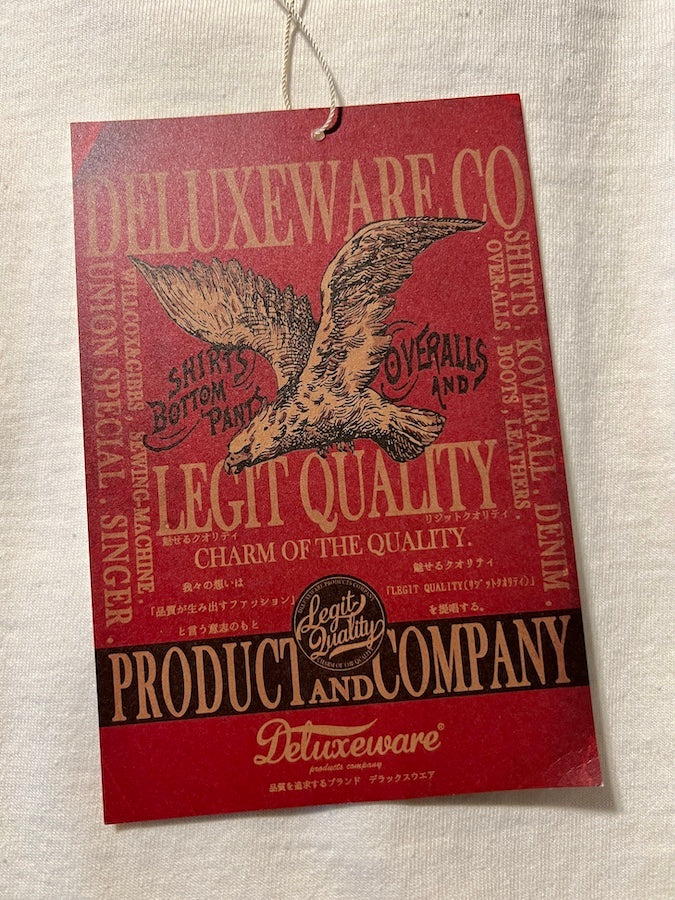 DELUXEWARE CO
UNION SPECIAL . SINGER .
WILLCOX&GIBBS , SEWING-MACHINE
SHIRTS , KOVER-ALL . DENIM .
OVER-ALLS , BOOTS , LEATHERS .
SHIRTS
BOTTOM
PANTS
OVERALLS
AND
LEGIT QUALITY
魅せるクオリティ
リジットクオリティ
CHARM OF THE QUALITY.
我々の想いは
「品質が生み出すファッション」
と言う意志のもと
魅せるクオリティ
「LEGIT QUALITY(リジットクオリティ)」
を提唱する。
Legit
Quality
CHARM OF THE QUALITY
PRODUCT AND COMPANY
Deluxeware®
products company
品質を追求するブランド デラックスウエア